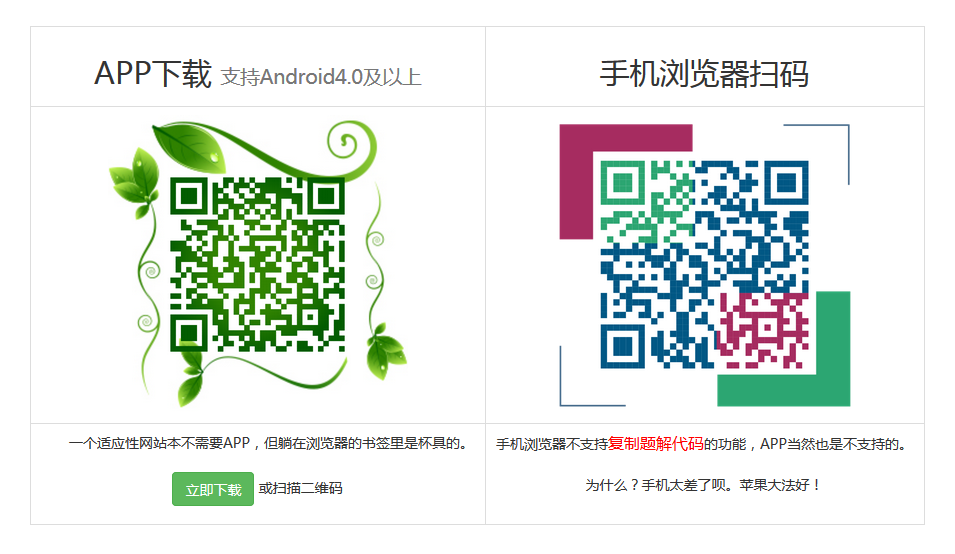 APP下载 支持Android4.0及以上
手机浏览器扫码
一个适应性网站本不需要APP，但躺在浏览器的书签里是杯具的。
立即下载 或扫描二维码
手机浏览器不支持复制题解代码的功能，APP当然也是不支持的。
为什么？手机太差了呗。苹果大法好！